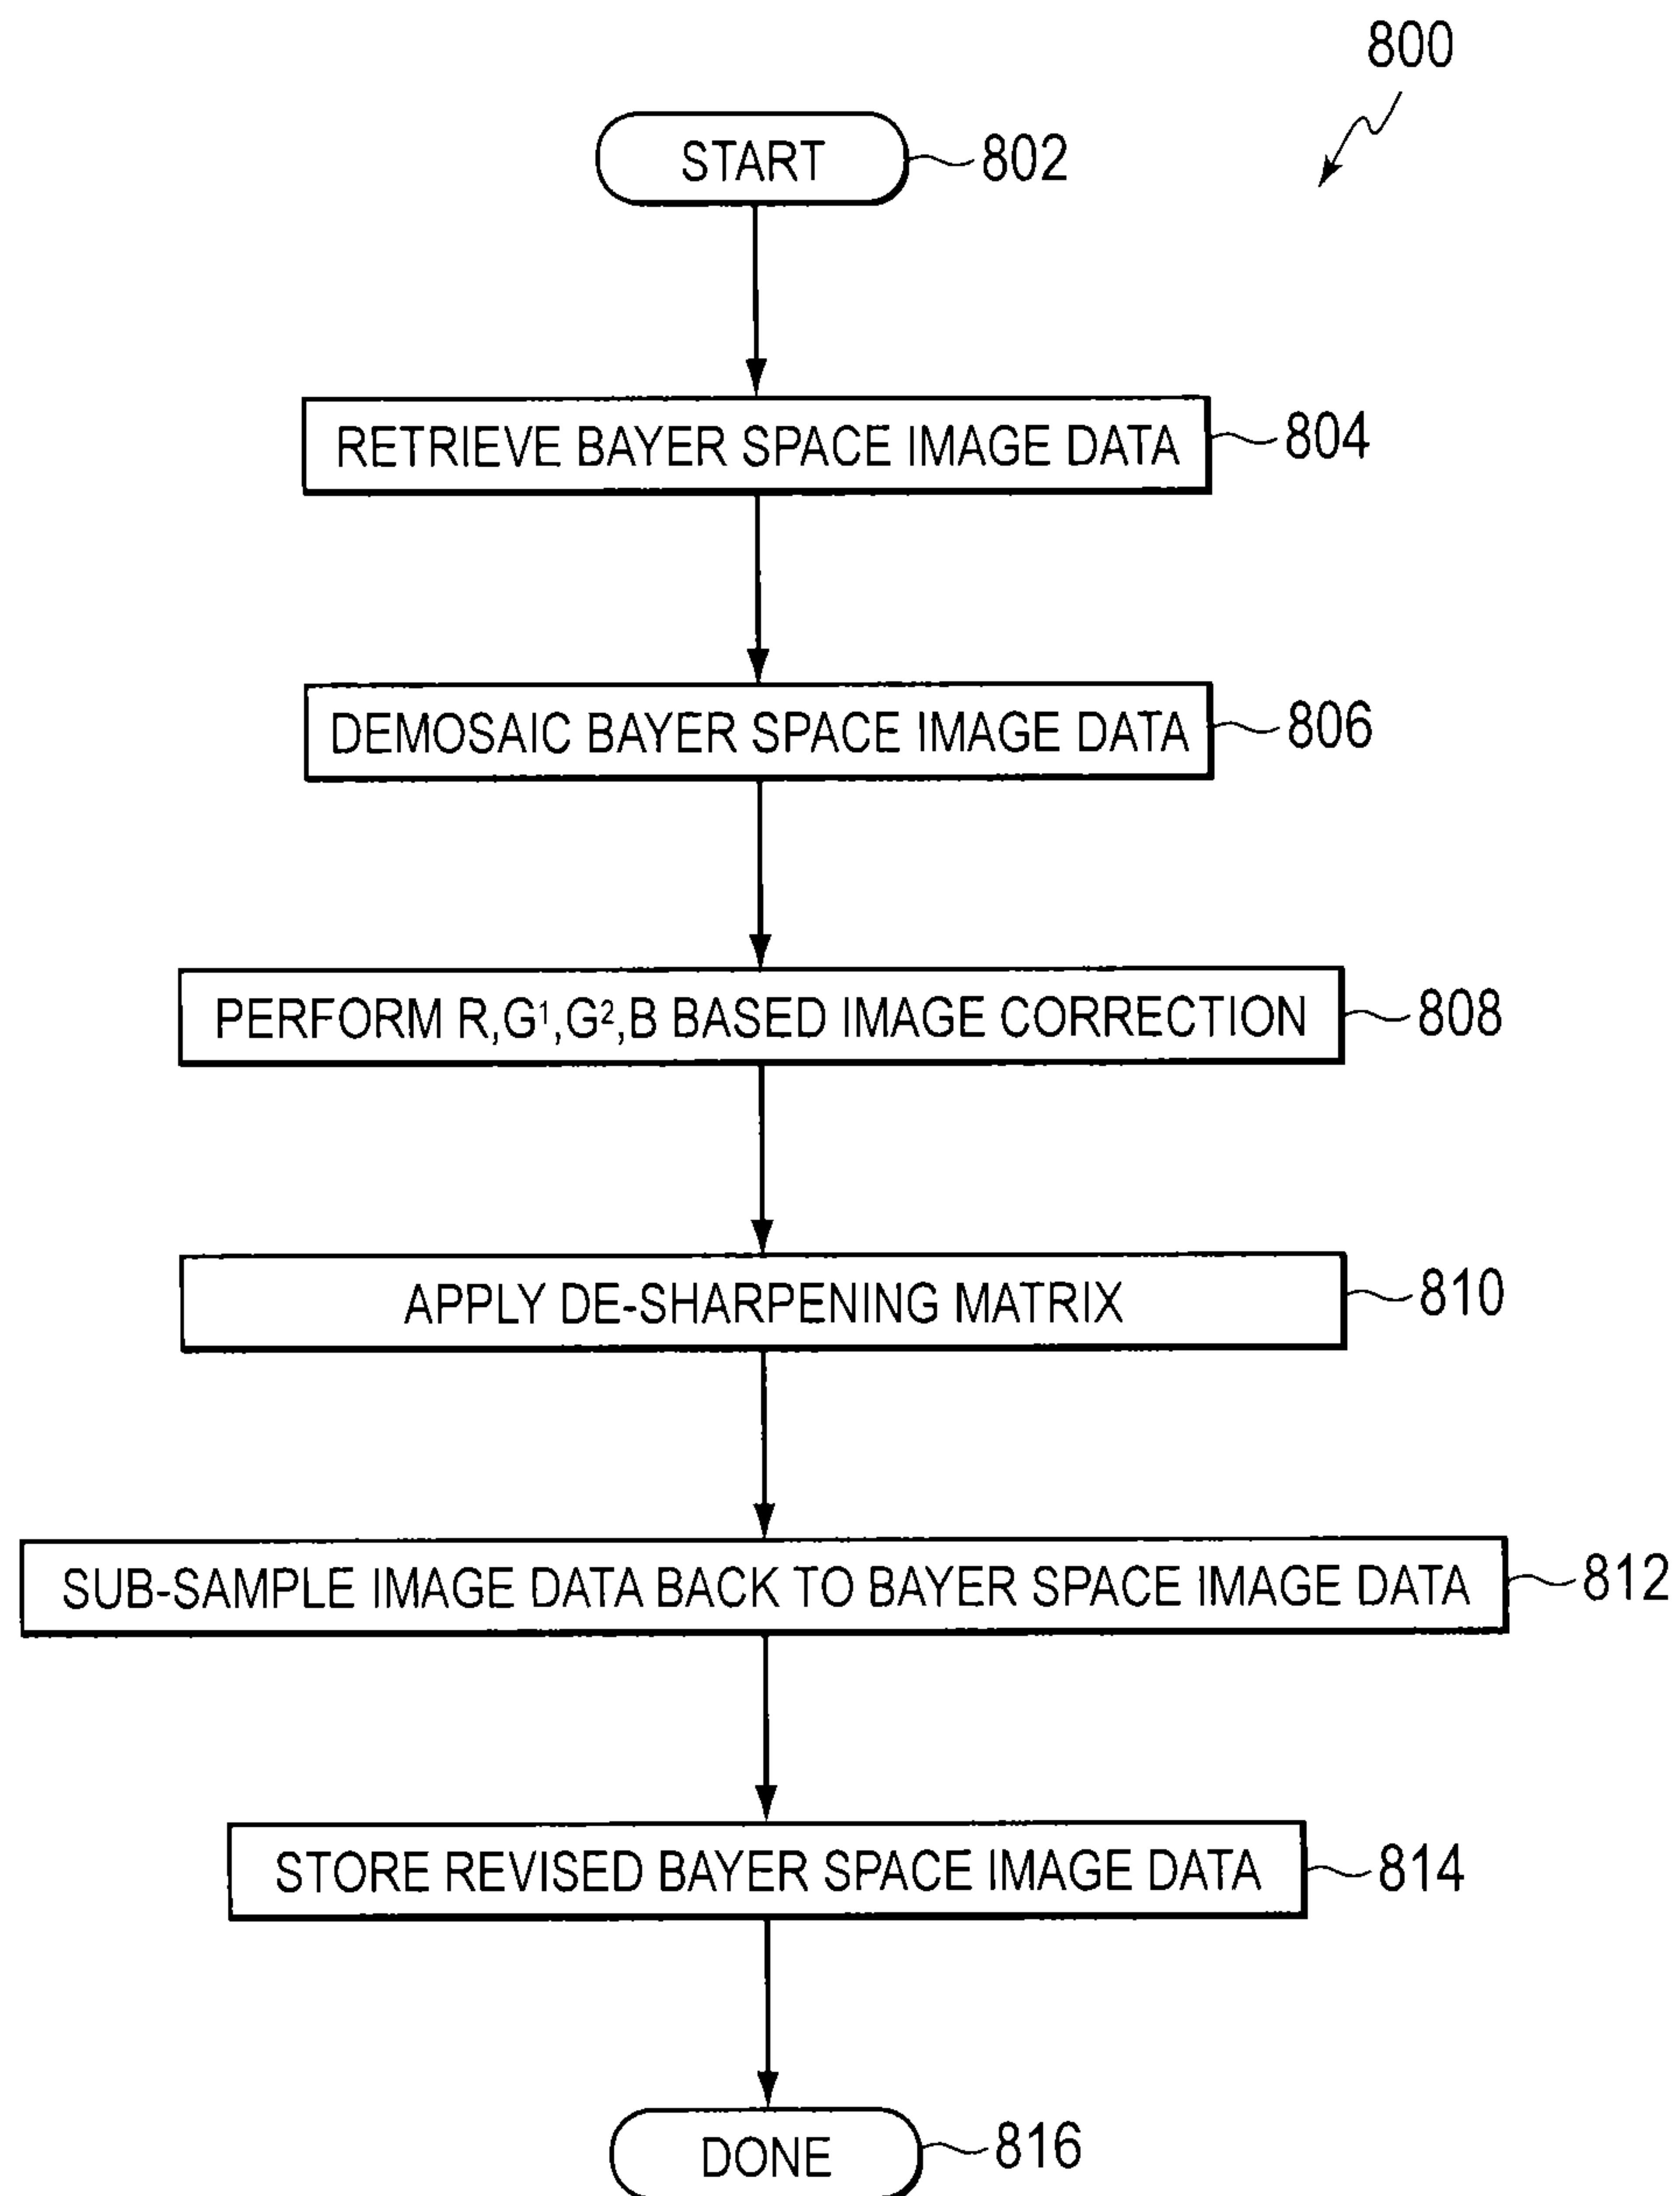 800
START 802
RETRIEVE BAYER SPACE IMAGE DATA 804
DEMOSAIC BAYER SPACE IMAGE DATA 806
PERFORM R,G¹,G²,B BASED IMAGE CORRECTION 808
APPLY DE-SHARPENING MATRIX 810
SUB-SAMPLE IMAGE DATA BACK TO BAYER SPACE IMAGE DATA 812
STORE REVISED BAYER SPACE IMAGE DATA 814
DONE 816